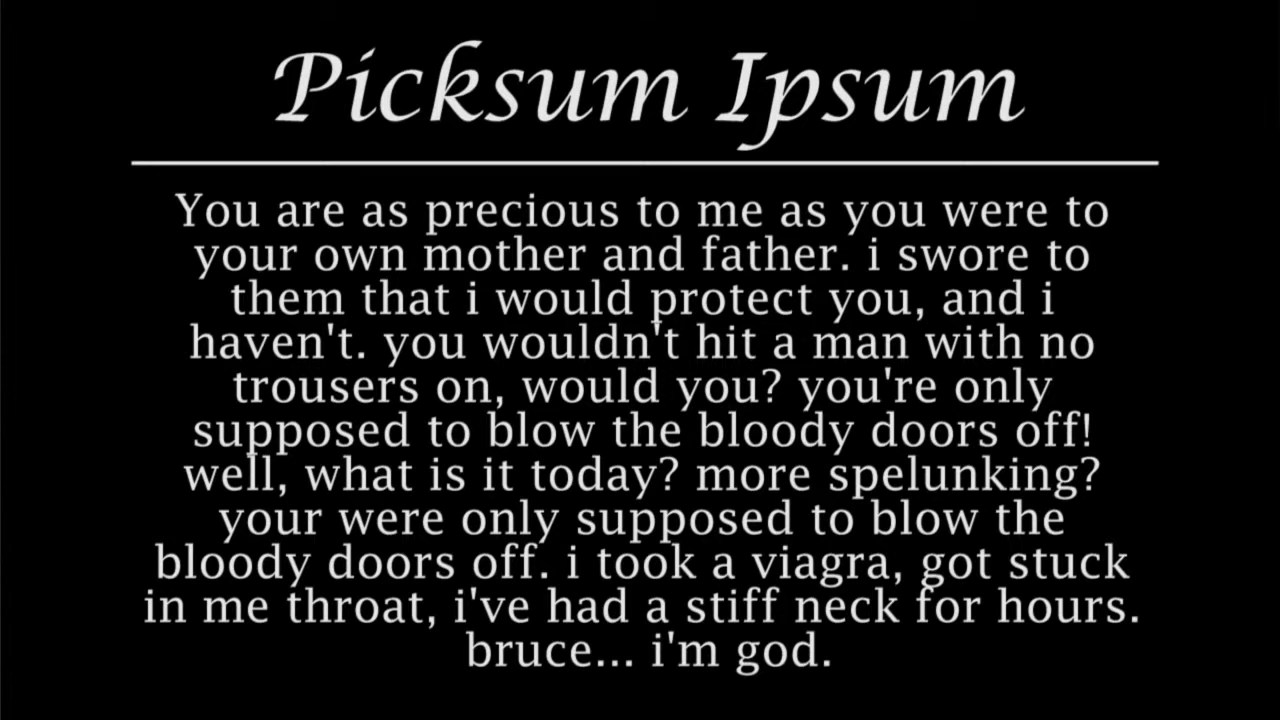 Picksum Ipsum
You are as precious to me as you were to
your own mother and father. i swore to
them that i would protect you, and i
haven't. you wouldn't hit a man with no
trousers on, would you? you're only
supposed to blow the bloody doors off!
well, what is it today? more spelunking?
your were only supposed to blow the
bloody doors off. i took a viagra, got stuck
in me throat, i've had a stiff neck for hours.
bruce... i'm god.